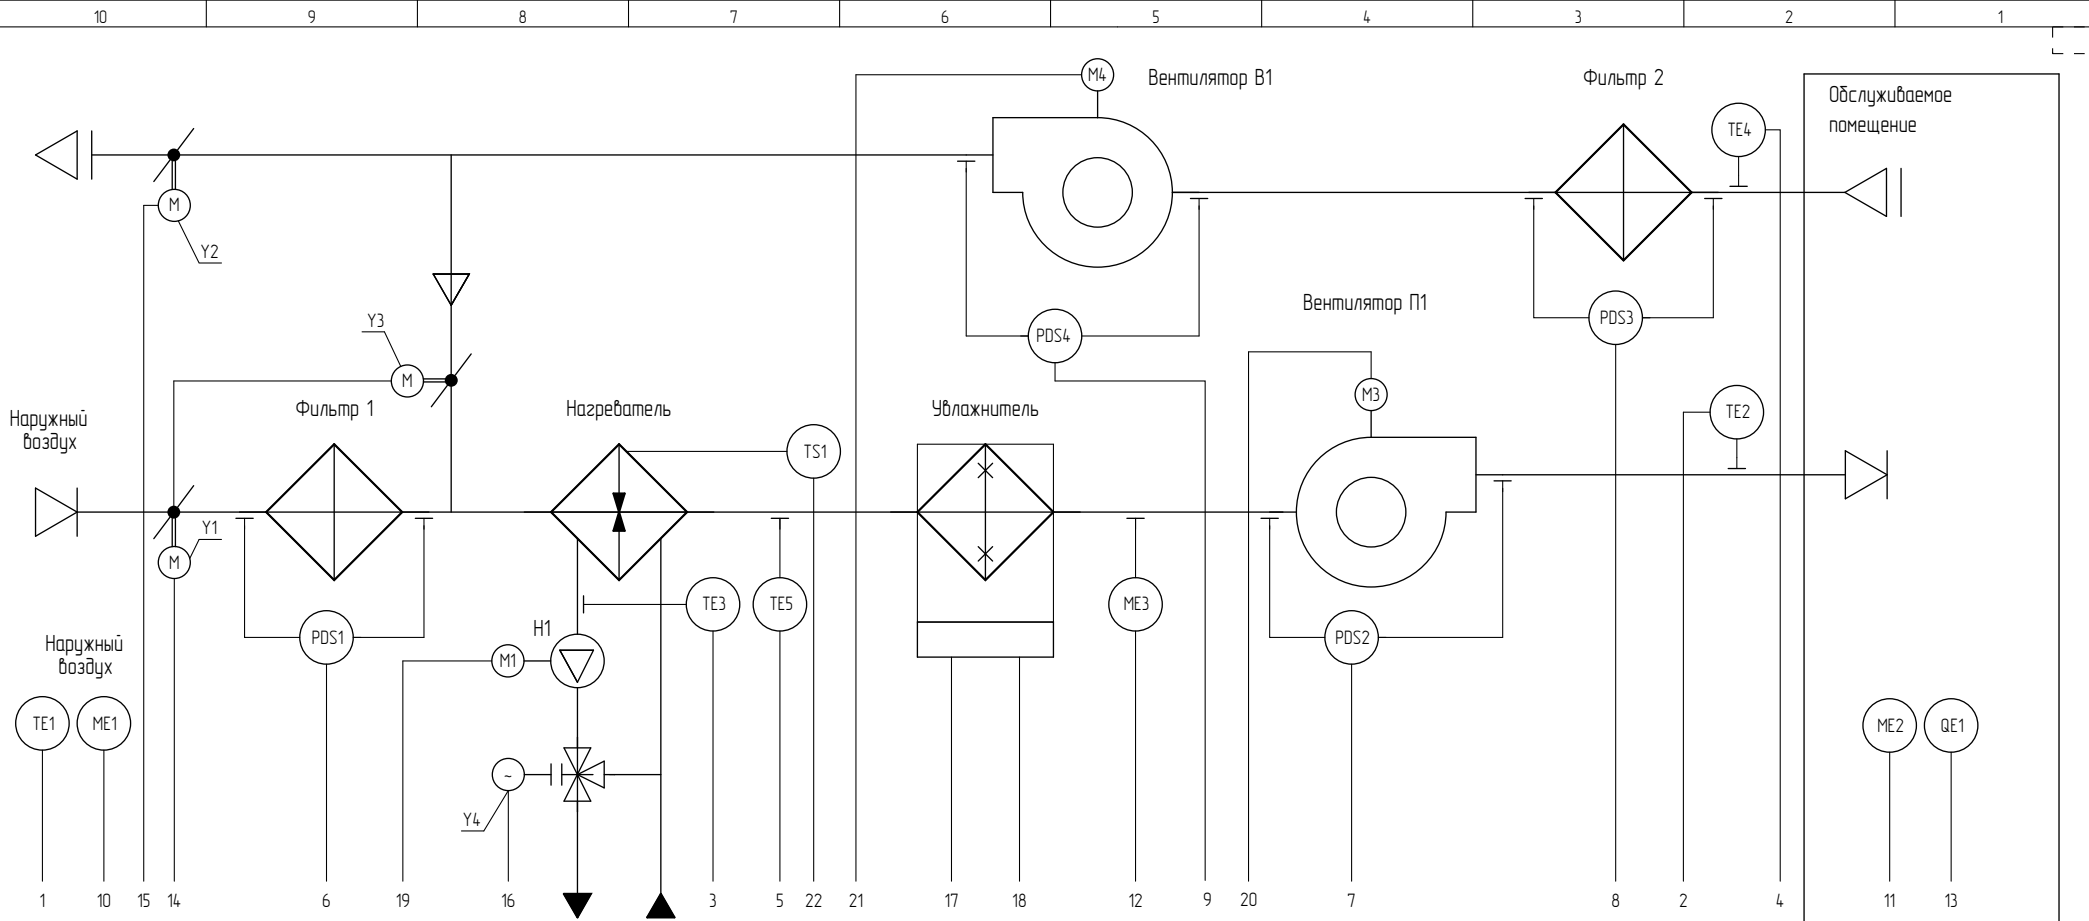 10 9 8 7 6 5 4 3 2 1
M4 Вентилятор В1 Фильтр 2
Обслуживаемое
помещение
TE4
M
Y2
Вентилятор П1
Y3
PDS4
PDS3
M
M3
Наружный
воздух
Фильтр 1
Нагреватель
Увлажнитель
TE2
TS1
Y1
M
TE3
TE5
ME3
H1
PDS1
PDS2
Наружный
воздух
M1
TE1
ME1
ME2
QE1
~
Y4
1 10 15 14 6 19 16 3 5 22 21 17 18 12 9 20 7 8 2 4 11 13